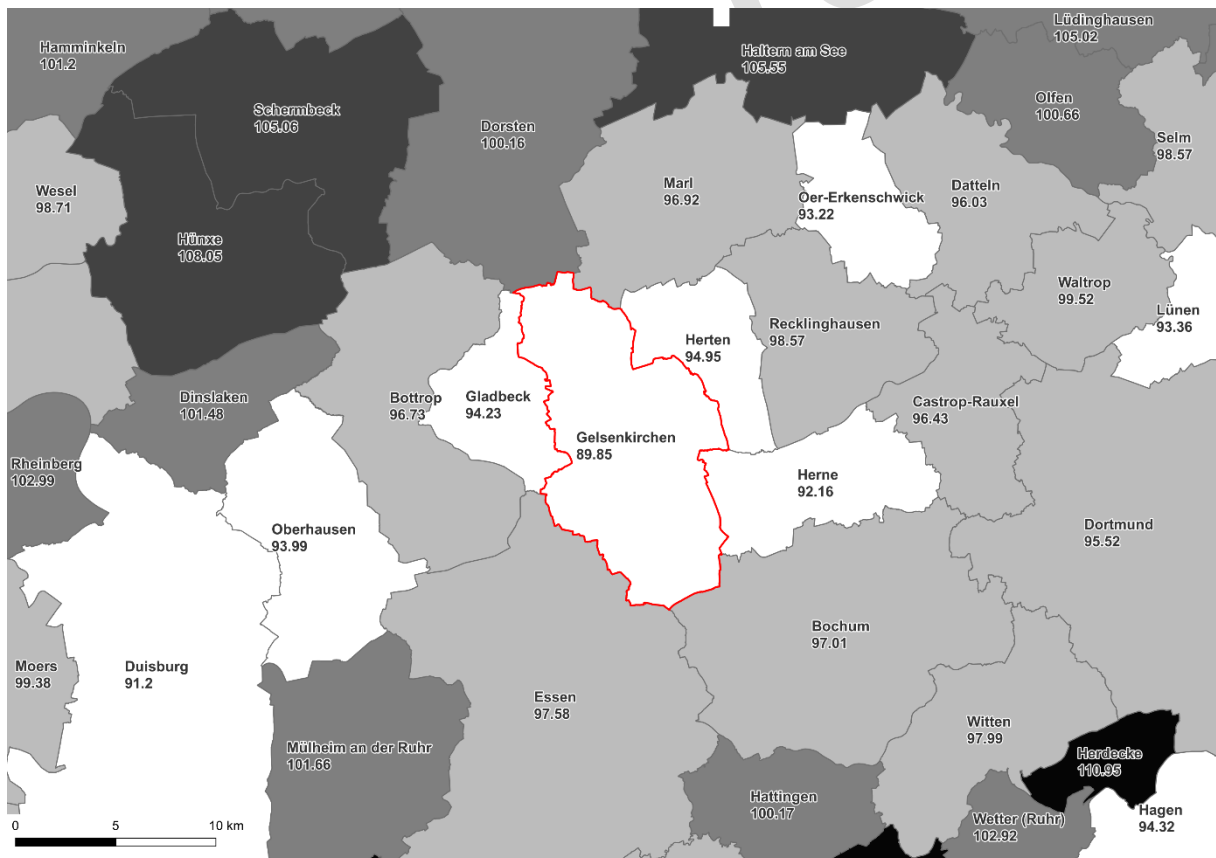 Hamminkeln
101.2
Lüdinghausen
105.02
Haltern am See
105.55
Schermbeck
105.06
Dorsten
100.16
Olfen
100.66
Selm
98.57
Wesel
98.71
Marl
96.92
Oer-Erkenschwick
93.22
Datteln
96.03
Hünxe
108.05
Waltrop
99.52
Lünen
93.36
Recklinghausen
98.57
Herten
94.95
Dinslaken
101.48
Bottrop
96.73
Gladbeck
94.23
Castrop-Rauxel
96.43
Gelsenkirchen
89.85
Rheinberg
102.99
Herne
92.16
Oberhausen
93.99
Dortmund
95.52
Bochum
97.01
Moers
99.38
Duisburg
91.2
Essen
97.58
Witten
97.99
Mülheim an der Ruhr
101.66
Herdecke
110.95
Hattingen
100.17
Wetter (Ruhr)
102.92
Hagen
94.32
0 5 10 km